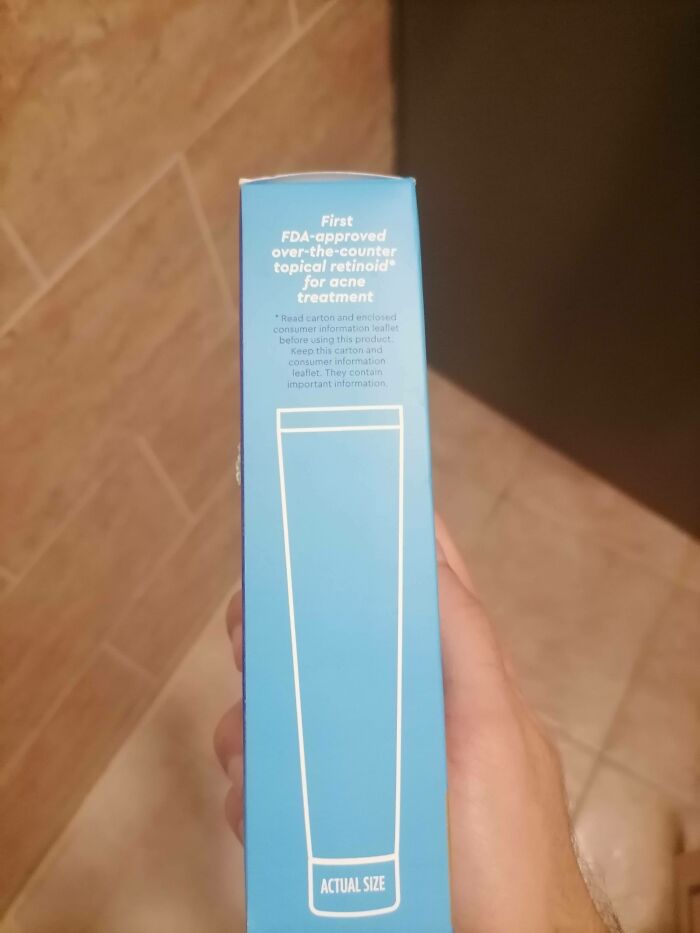 First
FDA-approved
over-the-counter
topical retinoid*
for acne
treatment
* Read carton and enclosed
consumer information leaflet
before using this product.
Keep this carton and
consumer information
leaflet. They contain
important information.
ACTUAL SIZE